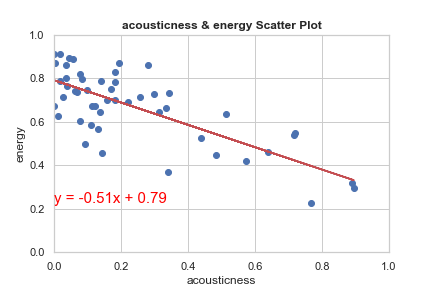 acousticness & energy Scatter Plot
1.0
0.8
0.6
0.4
0.2
0.0
energy
y = -0.51x + 0.79
0.0 0.2 0.4 0.6 0.8 1.0
acousticness